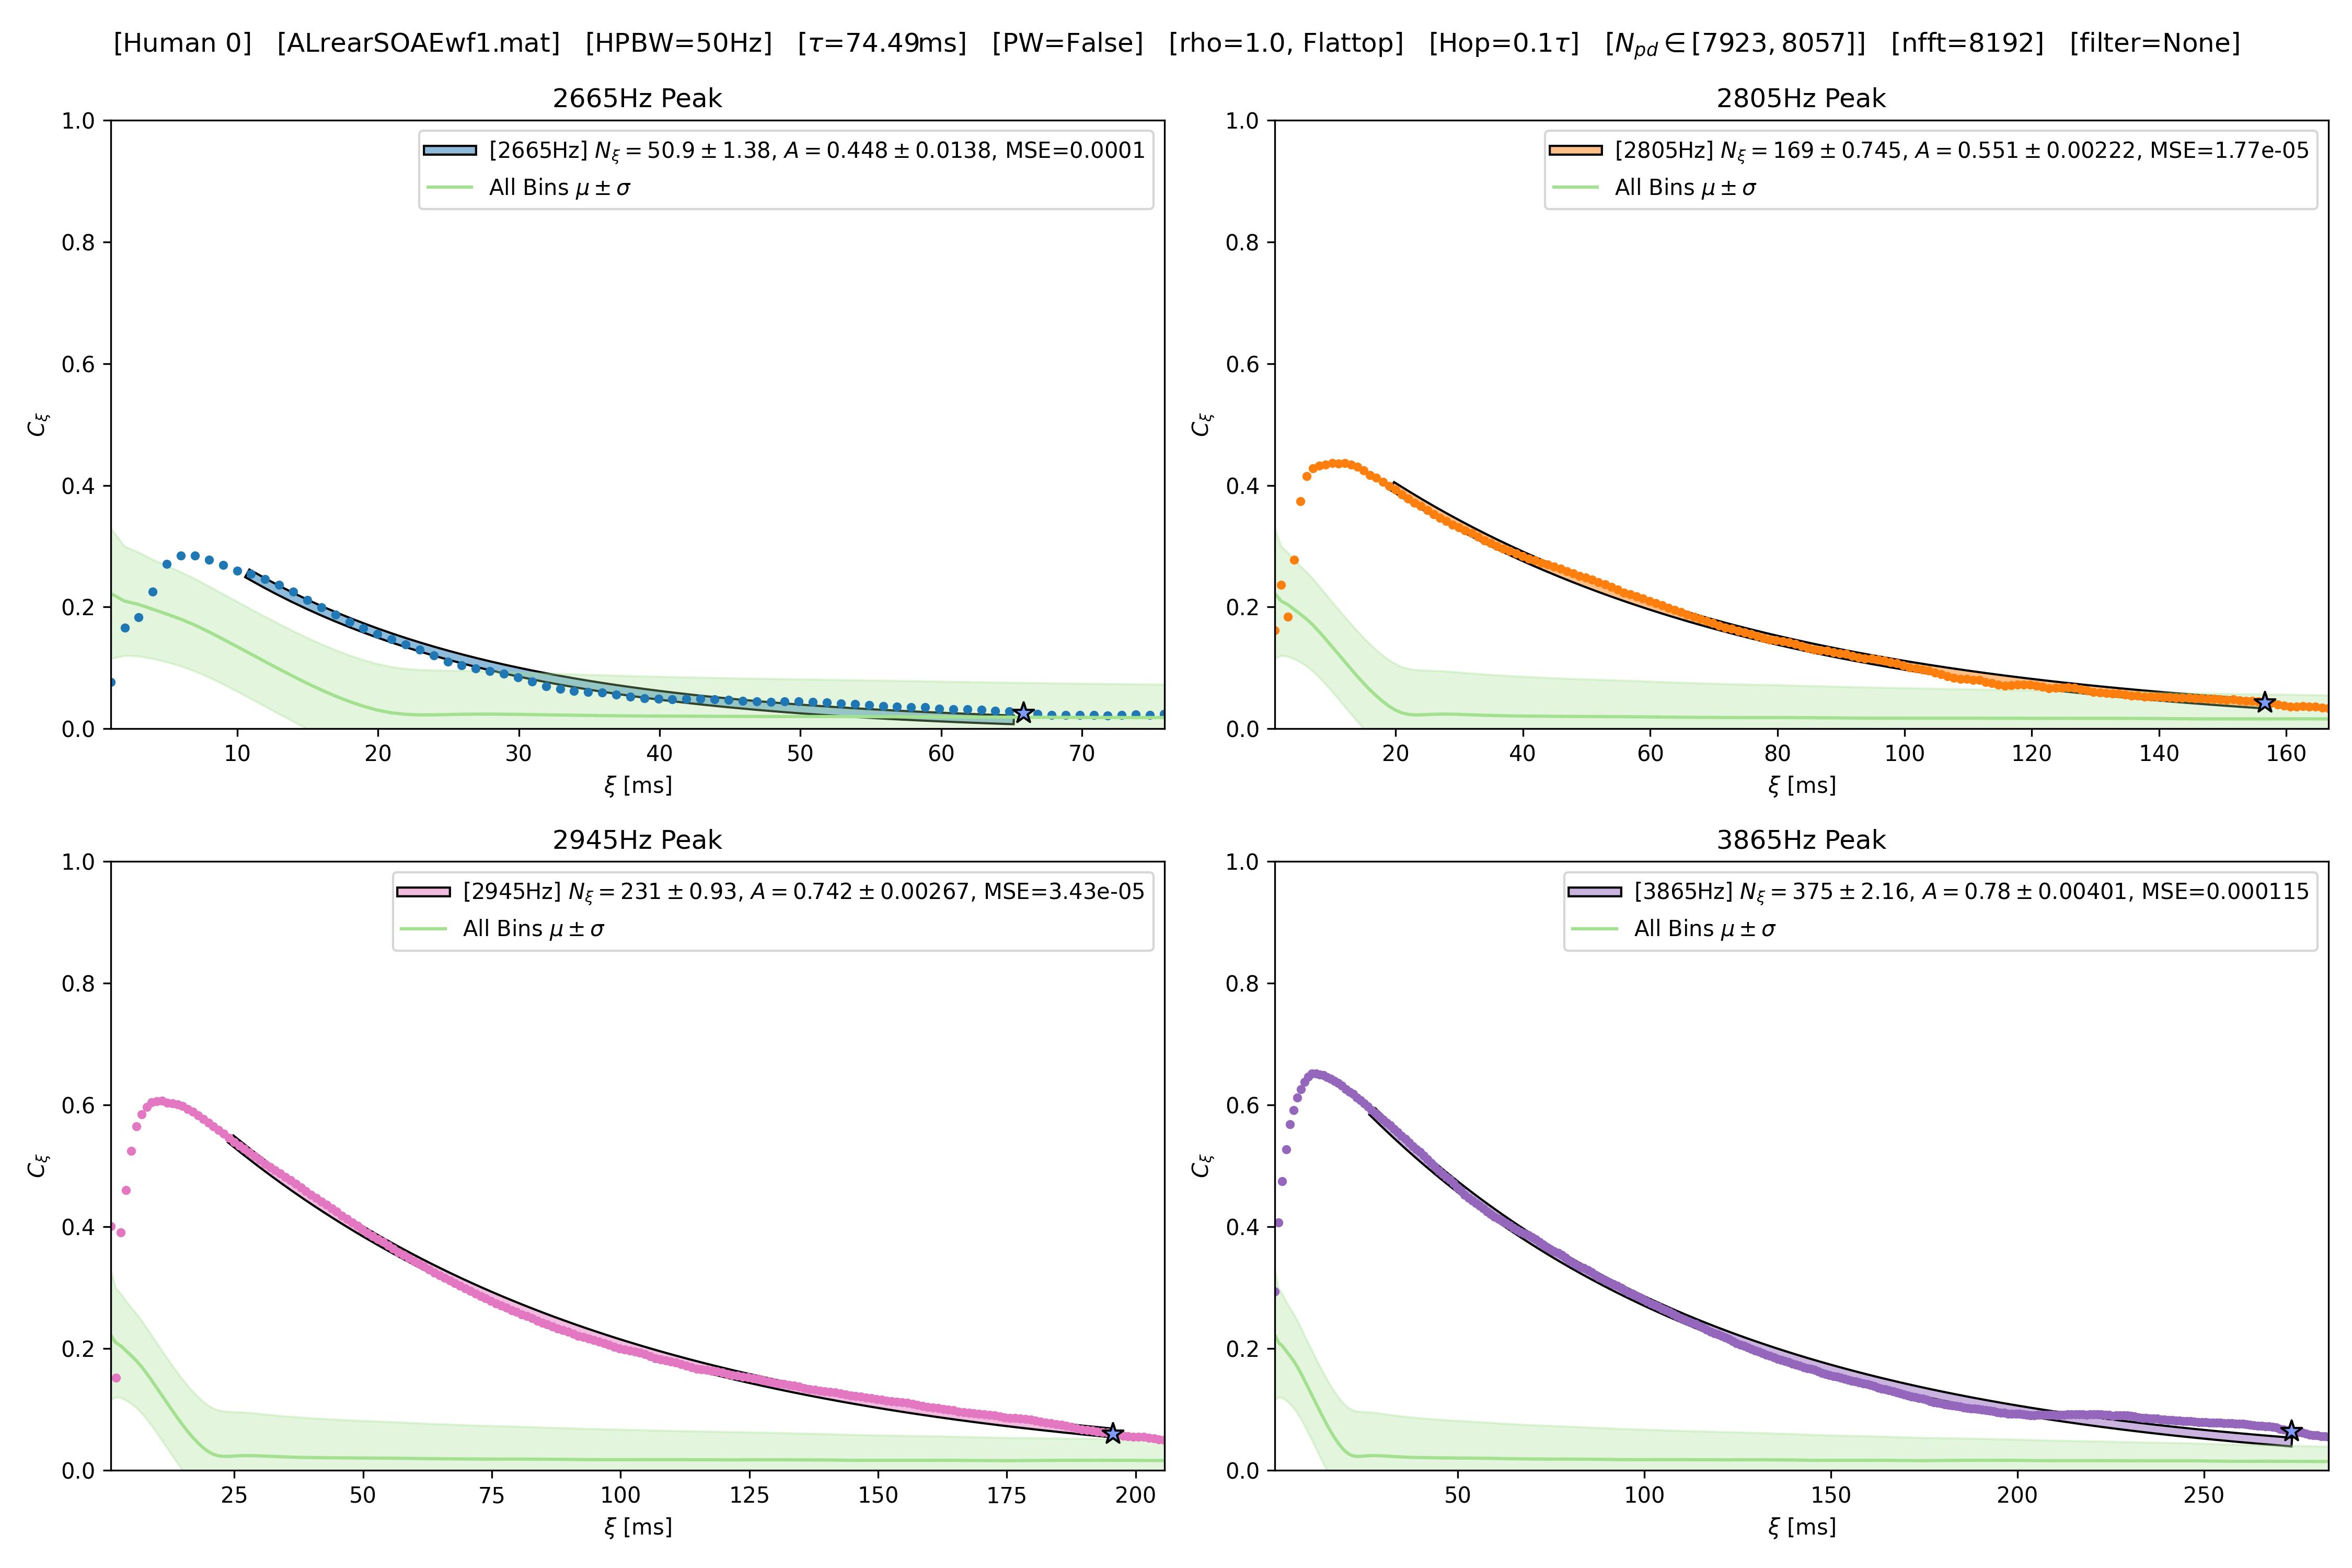 [Human 0] [ALrearSOAEwf1.mat] [HPBW=50Hz] [τ=74.49ms] [PW=False] [rho=1.0, Flattop] [Hop=0.1τ] [N_pd ∈ [7923, 8057]] [nfft=8192] [filter=None]
2665Hz Peak
[2665Hz] N_ξ = 50.9 ± 1.38, A = 0.448 ± 0.0138, MSE=0.0001
All Bins μ ± σ
1.0
0.8
0.6
0.4
0.2
0.0
C_ξ
10 20 30 40 50 60 70
ξ [ms]
2805Hz Peak
[2805Hz] N_ξ = 169 ± 0.745, A = 0.551 ± 0.00222, MSE=1.77e-05
All Bins μ ± σ
1.0
0.8
0.6
0.4
0.2
0.0
C_ξ
20 40 60 80 100 120 140 160
ξ [ms]
2945Hz Peak
[2945Hz] N_ξ = 231 ± 0.93, A = 0.742 ± 0.00267, MSE=3.43e-05
All Bins μ ± σ
1.0
0.8
0.6
0.4
0.2
0.0
C_ξ
25 50 75 100 125 150 175 200
ξ [ms]
3865Hz Peak
[3865Hz] N_ξ = 375 ± 2.16, A = 0.78 ± 0.00401, MSE=0.000115
All Bins μ ± σ
1.0
0.8
0.6
0.4
0.2
0.0
C_ξ
50 100 150 200 250
ξ [ms]